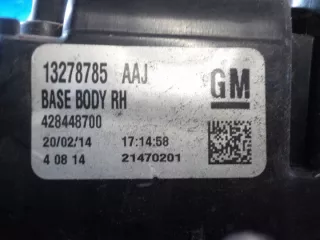 13278785 AAJ
GM
BASE BODY RH
428448700
20/02/14 17:14:58
4 08 14 21470201